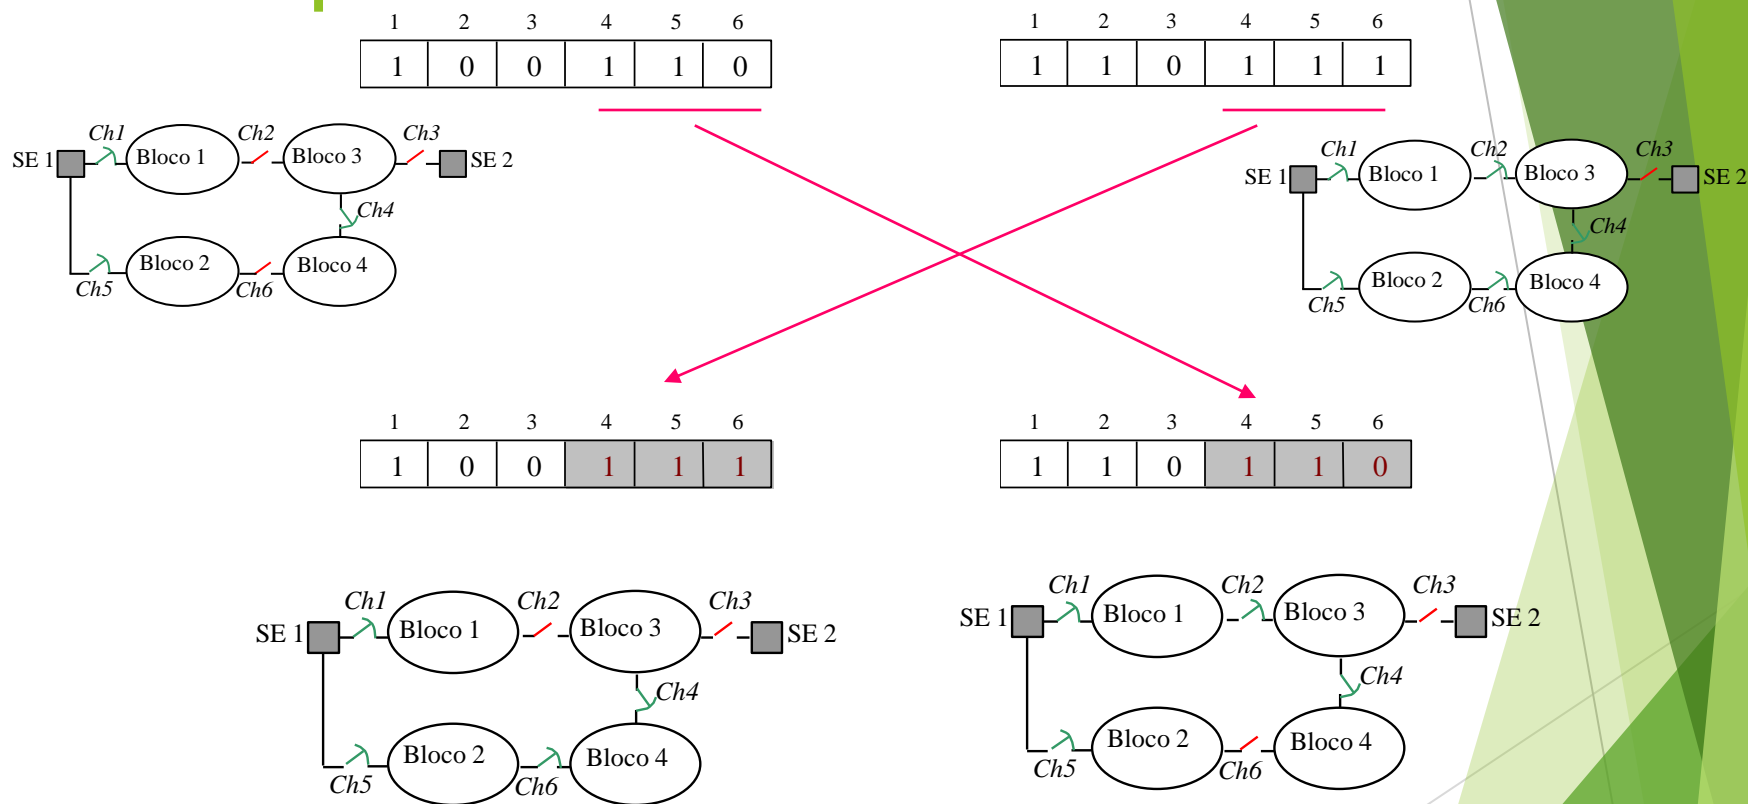 1 2 3 4 5 6
1 0 0 1 1 0
1 2 3 4 5 6
1 1 0 1 1 1
Ch1 Ch2 Ch3
SE 1 Bloco 1 Bloco 3 SE 2
Ch4
Bloco 2 Bloco 4
Ch5 Ch6
Ch1 Ch2 Ch3
SE 1 Bloco 1 Bloco 3 SE 2
Ch4
Bloco 2 Bloco 4
Ch5 Ch6
1 2 3 4 5 6
1 0 0 1 1 1
1 2 3 4 5 6
1 1 0 1 1 0
Ch1 Ch2 Ch3
SE 1 Bloco 1 Bloco 3 SE 2
Ch4
Bloco 2 Bloco 4
Ch5 Ch6
Ch1 Ch2 Ch3
SE 1 Bloco 1 Bloco 3 SE 2
Ch4
Bloco 2 Bloco 4
Ch5 Ch6